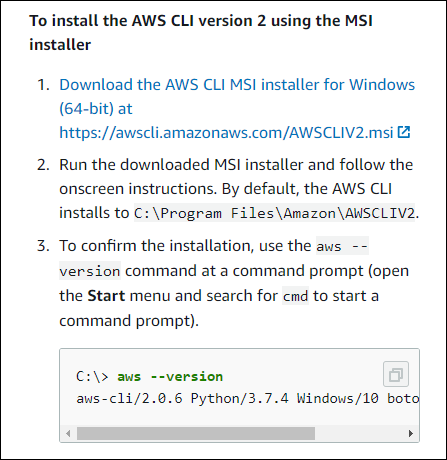 To install the AWS CLI version 2 using the MSI
installer
1. Download the AWS CLI MSI installer for Windows
(64-bit) at
https://awscli.amazonaws.com/AWSCLIV2.msi
2. Run the downloaded MSI installer and follow the
onscreen instructions. By default, the AWS CLI
installs to C:\Program Files\Amazon\AWSCLIV2.
3. To confirm the installation, use the aws --
version command at a command prompt (open
the Start menu and search for cmd to start a
command prompt).
C:\> aws --version
aws-cli/2.0.6 Python/3.7.4 Windows/10 boto